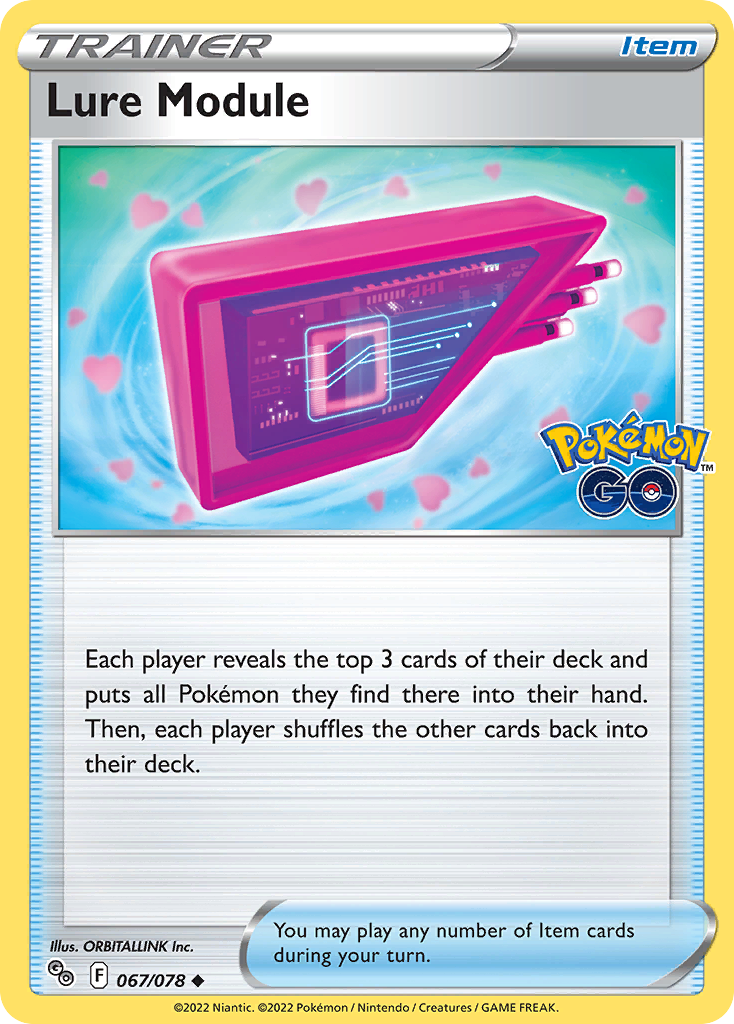 TRAINER
Item
Lure Module
POKéMON
GO
TM
Each player reveals the top 3 cards of their deck and
puts all Pokémon they find there into their hand.
Then, each player shuffles the other cards back into
their deck.
You may play any number of Item cards
during your turn.
Illus. ORBITALLINK Inc.
GO F 067/078
©2022 Niantic. ©2022 Pokémon / Nintendo / Creatures / GAME FREAK.